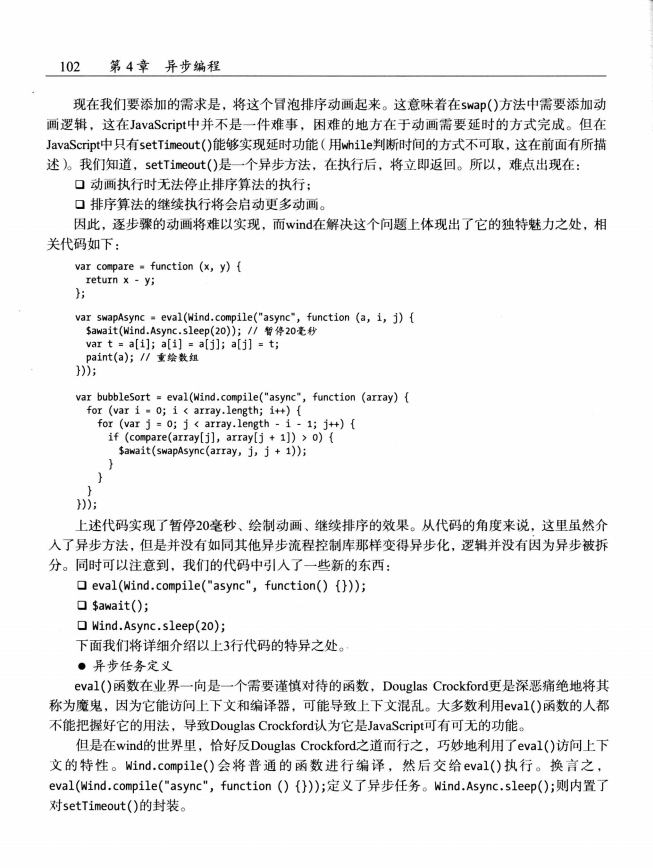 102 第4章 异步编程
现在我们要添加的需求是，将这个冒泡排序动画起来。这意味着在swap()方法中需要添加动
画逻辑，这在JavaScript中并不是一件难事，困难的地方在于动画需要延时的方式完成。但在
JavaScript中只有setTimeout()能够实现延时功能（用while判断时间的方式不可取，这在前面有所描
述）。我们知道，setTimeout()是一个异步方法，在执行后，将立即返回。所以，难点出现在：
❑ 动画执行时无法停止排序算法的执行；
❑ 排序算法的继续执行将会启动更多动画。
因此，逐步骤的动画将难以实现，而wind在解决这个问题上体现出了它的独特魅力之处，相
关代码如下：
var compare = function (x, y) {
return x - y;
};
var swapAsync = eval(Wind.compile("async", function (a, i, j) {
$await(Wind.Async.sleep(20)); // 暂停20毫秒
var t = a[i]; a[i] = a[j]; a[j] = t;
paint(a); // 重绘数组
}));
var bubbleSort = eval(Wind.compile("async", function (array) {
for (var i = 0; i < array.length; i++) {
for (var j = 0; j < array.length - i - 1; j++) {
if (compare(array[j], array[j + 1]) > 0) {
$await(swapAsync(array, j, j + 1));
}
}
}
}));
上述代码实现了暂停20毫秒、绘制动画、继续排序的效果。从代码的角度来说，这里虽然介
入了异步方法，但是并没有如同其他异步流程控制库那样变得异步化，逻辑并没有因为异步被拆
分。同时可以注意到，我们的代码中引入了一些新的东西：
❑ eval(Wind.compile("async", function() {}));
❑ $await();
❑ Wind.Async.sleep(20);
下面我们将详细介绍以上3行代码的特异之处。
● 异步任务定义
eval()函数在业界一向是一个需要谨慎对待的函数，Douglas Crockford更是深恶痛绝地将其
称为魔鬼，因为它能访问上下文和编译器，可能导致上下文混乱。大多数利用eval()函数的人都
不能把握好它的用法，导致Douglas Crockford认为它是JavaScript可有可无的功能。
但是在wind的世界里，恰好反Douglas Crockford之道而行之，巧妙地利用了eval()访问上下
文的特性。Wind.compile()会将普通的函数进行编译，然后交给eval()执行。换言之，
eval(Wind.compile("async", function () {}));定义了异步任务。Wind.Async.sleep();则内置了
对setTimeout()的封装。